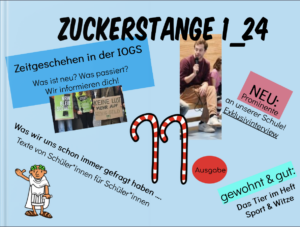 ZUCKERSTANGE 1_24
Zeitgeschehen in der IOGS
Was ist neu? Was passiert?
Wir informieren dich!
KEINE LUST
NEU:
Prominente
an unserer Schule!
Exklusivinterview
Was wir uns schon immer gefragt haben ...
Texte von Schüler*innen für Schüler*innen
Ausgabe
gewohnt & gut:
Das Tier im Heft
Sport & Witze